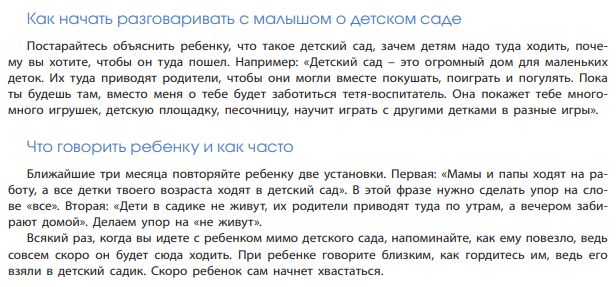 Как начать разговаривать с малышом о детском саде
Постарайтесь объяснить ребенку, что такое детский сад, зачем детям надо туда ходить, поче-
му вы хотите, чтобы он туда пошел. Например: «Детский сад – это огромный дом для маленьких
деток. Их туда приводят родители, чтобы они могли вместе покушать, поиграть и погулять. Пока
ты будешь там, вместо меня о тебе будет заботиться тетя-воспитатель. Она покажет тебе много-
много игрушек, детскую площадку, песочницу, научит играть с другими детками в разные игры».
Что говорить ребенку и как часто
Ближайшие три месяца повторяйте ребенку две установки. Первая: «Мамы и папы ходят на ра-
боту, а все детки твоего возраста ходят в детский сад». В этой фразе нужно сделать упор на сло-
ве «все». Вторая: «Дети в садике не живут, их родители приводят туда по утрам, а вечером заби-
рают домой». Делаем упор на «не живут».
Всякий раз, когда вы идете с ребенком мимо детского сада, напоминайте, как ему повезло, ведь
совсем скоро он будет сюда ходить. При ребенке говорите близким, как гордитесь им, ведь его
взяли в детский садик. Скоро ребенок сам начнет хвастаться.